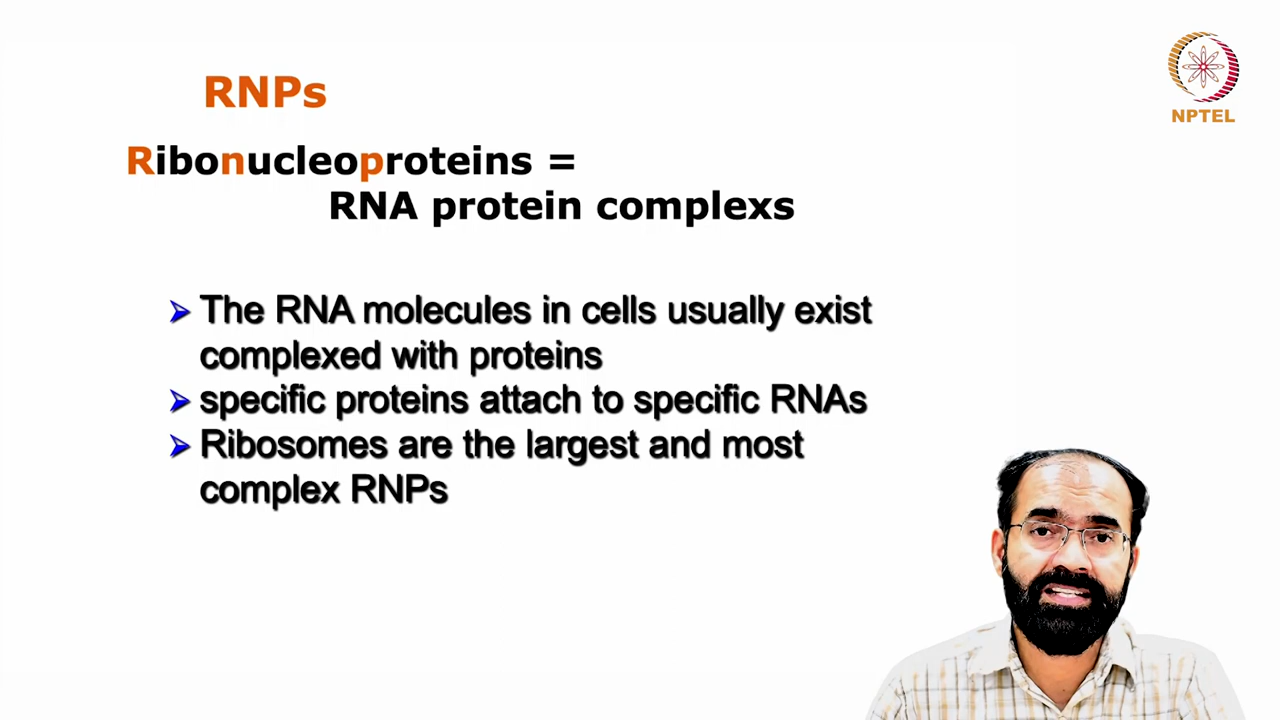 RNPs
Ribonucleoproteins =
RNA protein complexs
➢ The RNA molecules in cells usually exist
complexed with proteins
➢ specific proteins attach to specific RNAs
➢ Ribosomes are the largest and most
complex RNPs
NPTEL